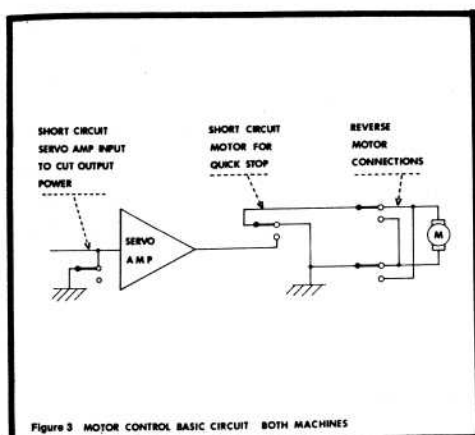 SHORT CIRCUIT
SERVO AMP INPUT
TO CUT OUTPUT
POWER
SHORT CIRCUIT
MOTOR FOR
QUICK STOP
REVERSE
MOTOR
CONNECTIONS
SERVO
AMP
M
Figure 3 MOTOR CONTROL BASIC CIRCUIT BOTH MACHINES